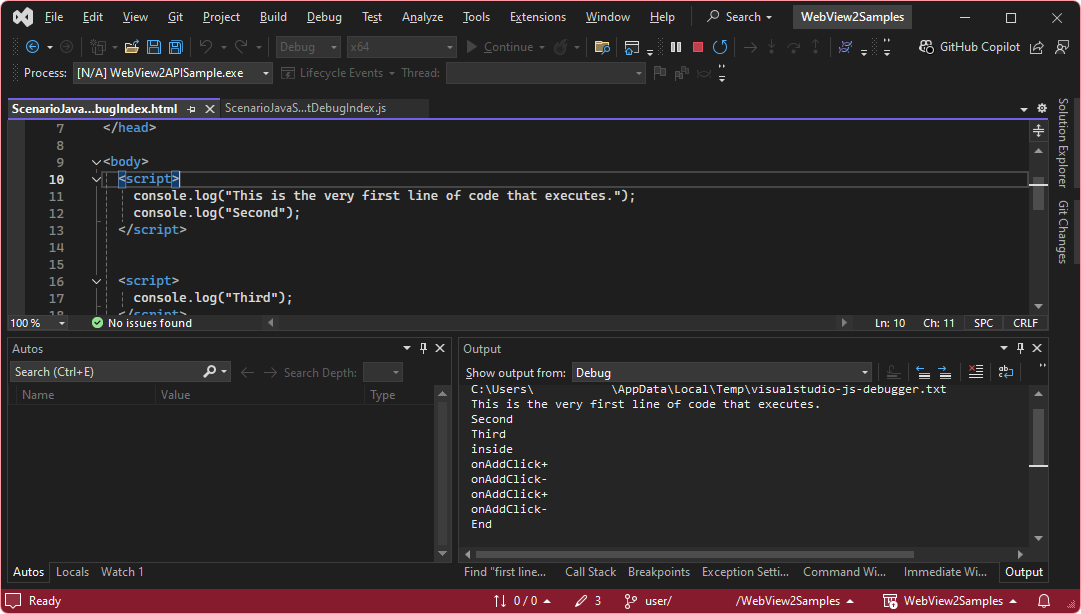 File Edit View Git Project Build Debug Test Analyze Tools Extensions Window Help Search WebView2Samples
Debug x64 Continue GitHub Copilot
Process: [N/A] WebView2APISample.exe Lifecycle Events Thread:
ScenarioJava...bugIndex.html ScenarioJavaS...tDebugIndex.js
7 </head>
8
9 <body>
10 <script>
11 console.log("This is the very first line of code that executes.");
12 console.log("Second");
13 </script>
14
15
16 <script>
17 console.log("Third");
18 </script>
100 % No issues found Ln: 10 Ch: 11 SPC CRLF
Solution Explorer
Git Changes
Autos
Search (Ctrl+E) Search Depth:
Name Value Type
Autos Locals Watch 1
Output
Show output from: Debug
C:\Users\ \AppData\Local\Temp\visualstudio-js-debugger.txt
This is the very first line of code that executes.
Second
Third
inside
onAddClick+
onAddClick-
onAddClick+
onAddClick-
End
Find "first line... Call Stack Breakpoints Exception Setti... Command Wi... Immediate Wi... Output
Ready 0 / 0 3 user/ /WebView2Samples WebView2Samples